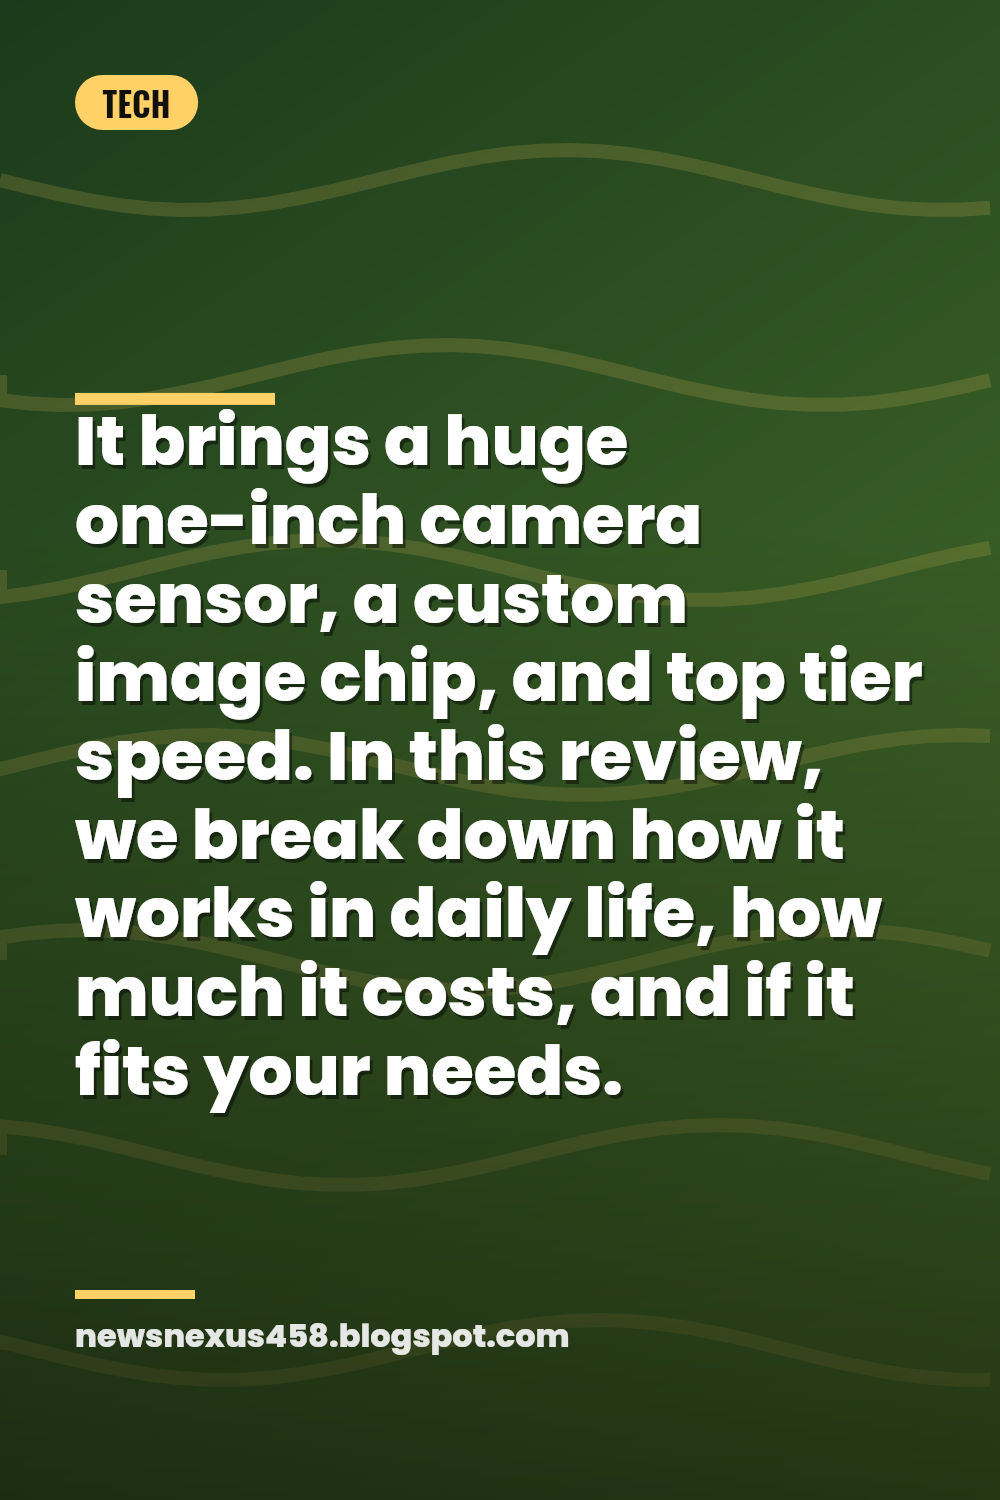 TECH
It brings a huge
one-inch camera
sensor, a custom
image chip, and top tier
speed. In this review,
we break down how it
works in daily life, how
much it costs, and if it
fits your needs.
newsnexus458.blogspot.com